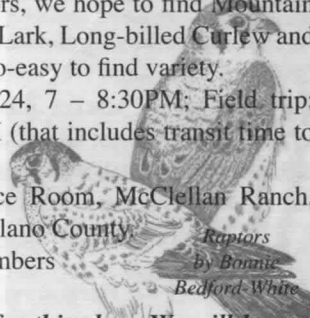 rs, we hope to find Mountain
Lark, Long-billed Curlew and
o-easy to find variety.
24, 7 – 8:30PM; Field trip:
(that includes transit time to
ce Room, McClellan Ranch,
lano County.
mbers
Raptors
by Bonnie
Bedford-White